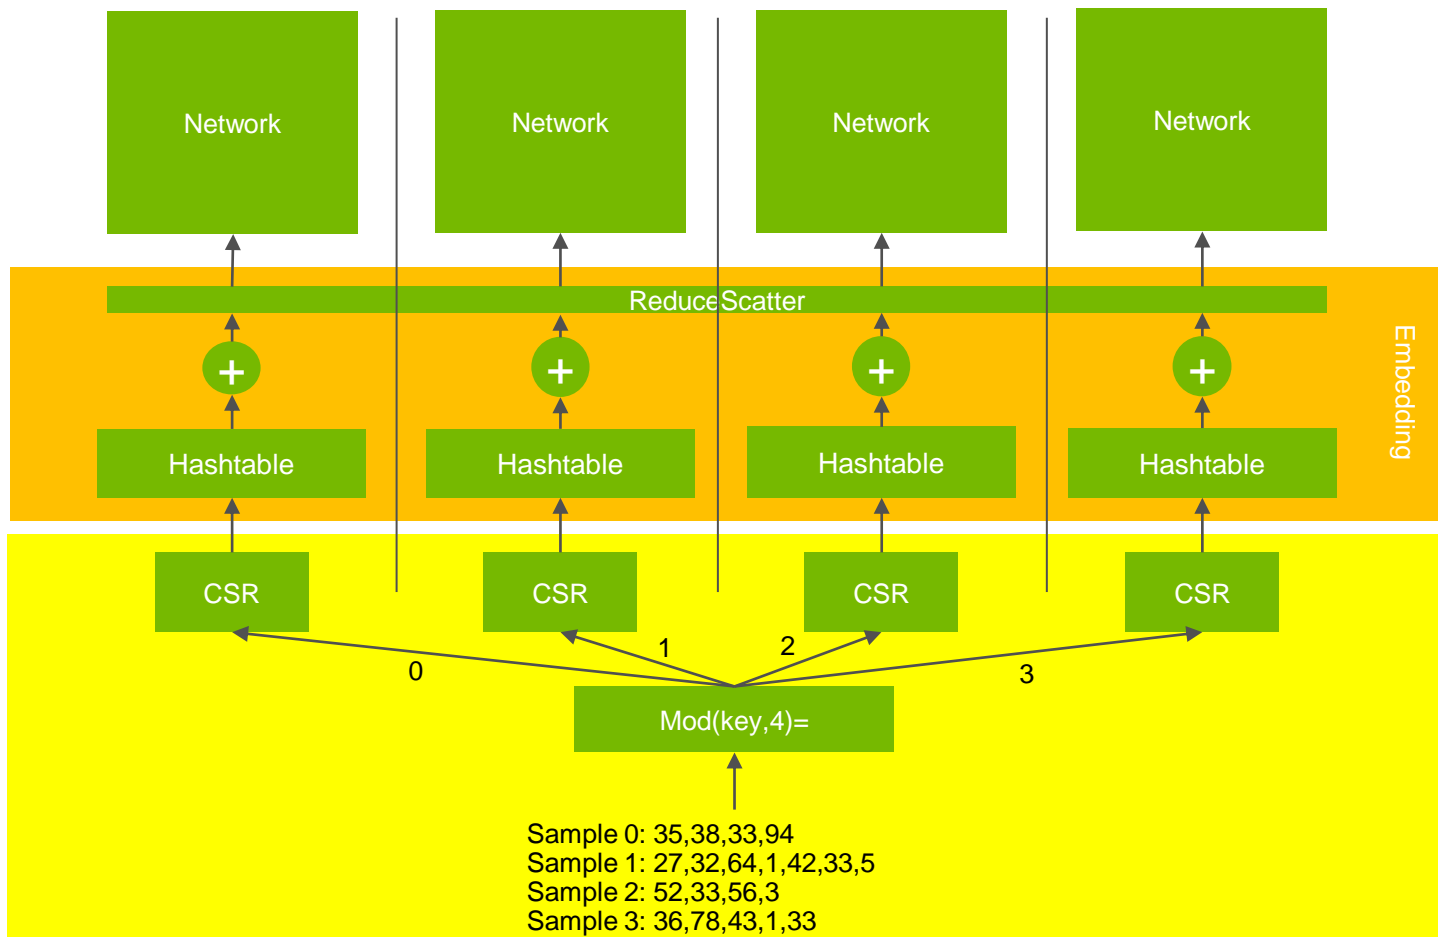 Network
Network
Network
Network
ReduceScatter
+
+
+
+
Embedding
Hashtable
Hashtable
Hashtable
Hashtable
CSR
CSR
CSR
CSR
0
1
2
3
Mod(key,4)=
Sample 0: 35,38,33,94
Sample 1: 27,32,64,1,42,33,5
Sample 2: 52,33,56,3
Sample 3: 36,78,43,1,33